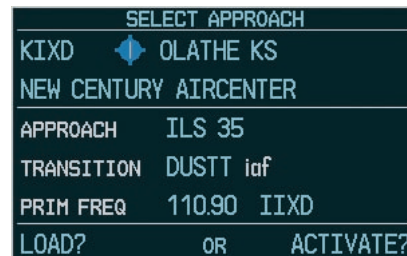 SELECT APPROACH
KIXD OLATHE KS
NEW CENTURY AIRCENTER
APPROACH ILS 35
TRANSITION DUSTT iaf
PRIM FREQ 110.90 IIXD
LOAD? OR ACTIVATE?